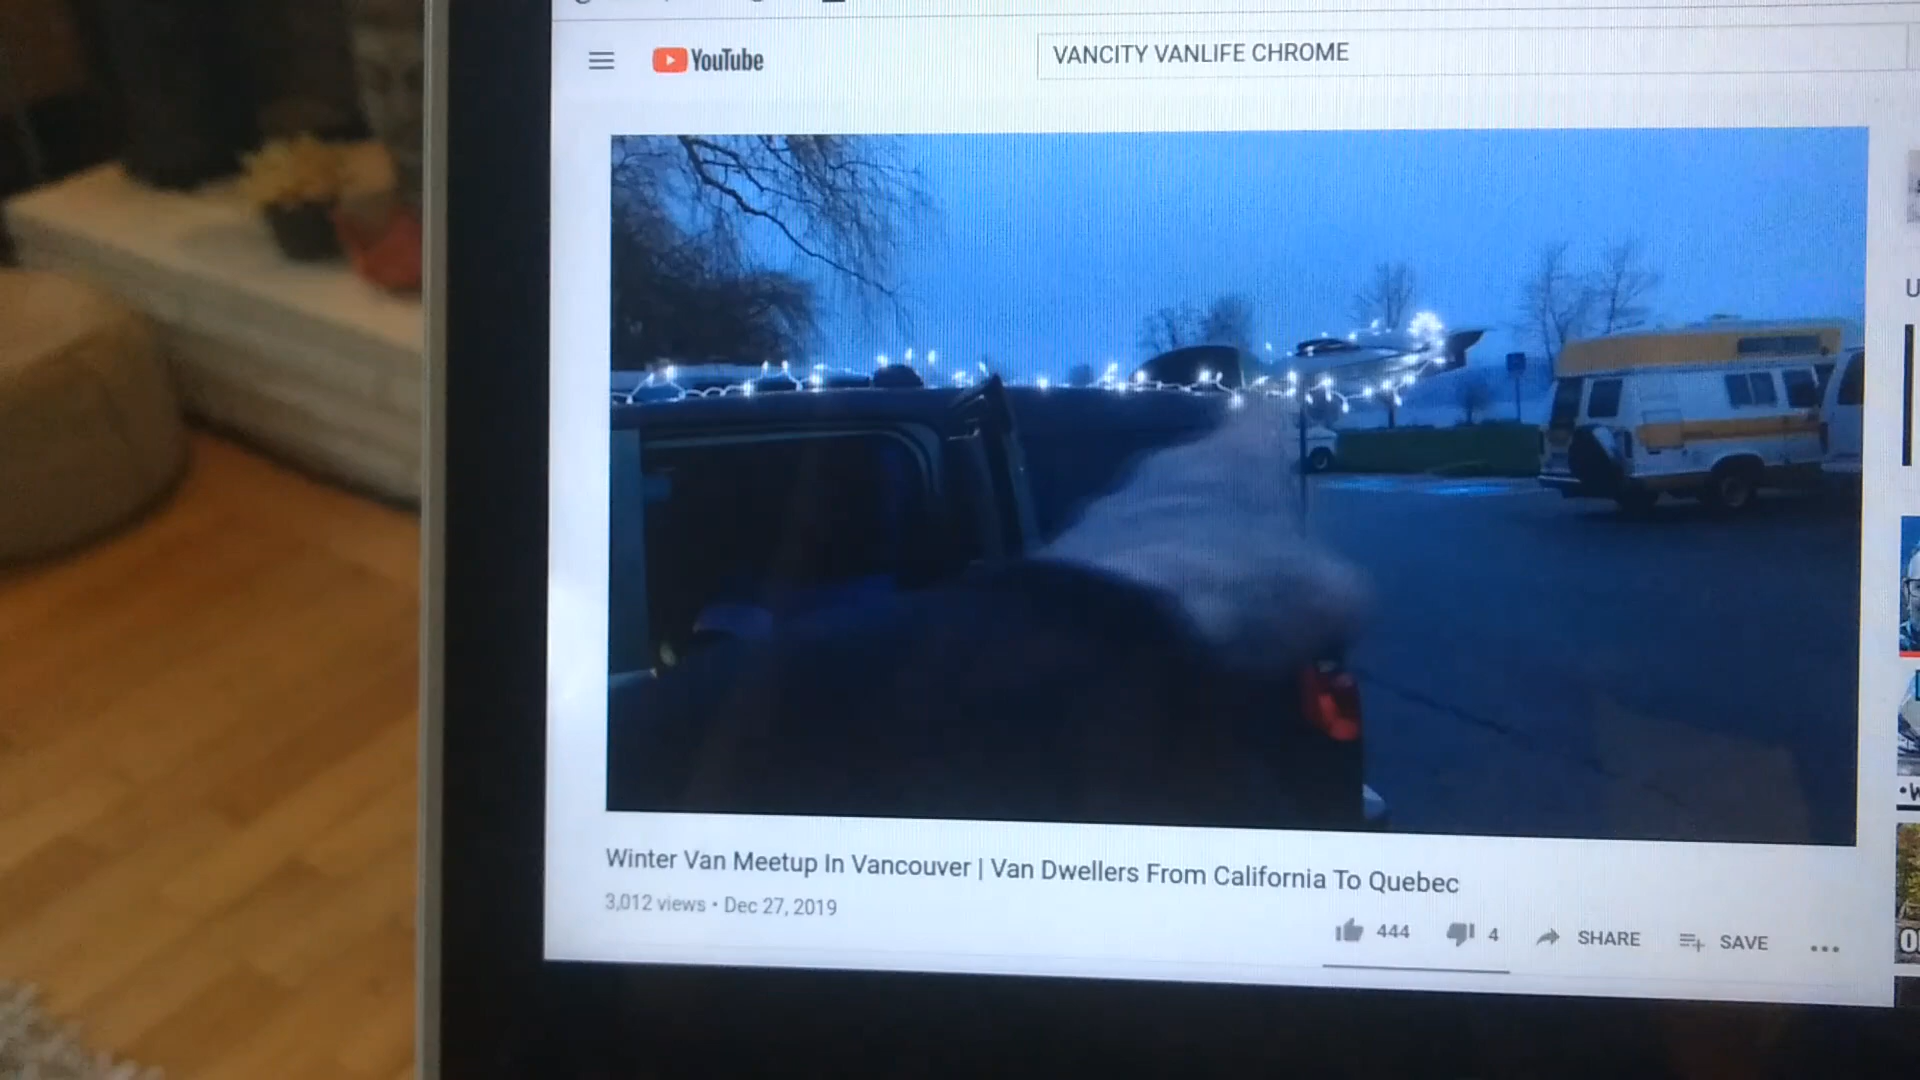 YouTube
VANCITY VANLIFE CHROME
Winter Van Meetup In Vancouver | Van Dwellers From California To Quebec
3,012 views • Dec 27, 2019
444
4
SHARE
SAVE